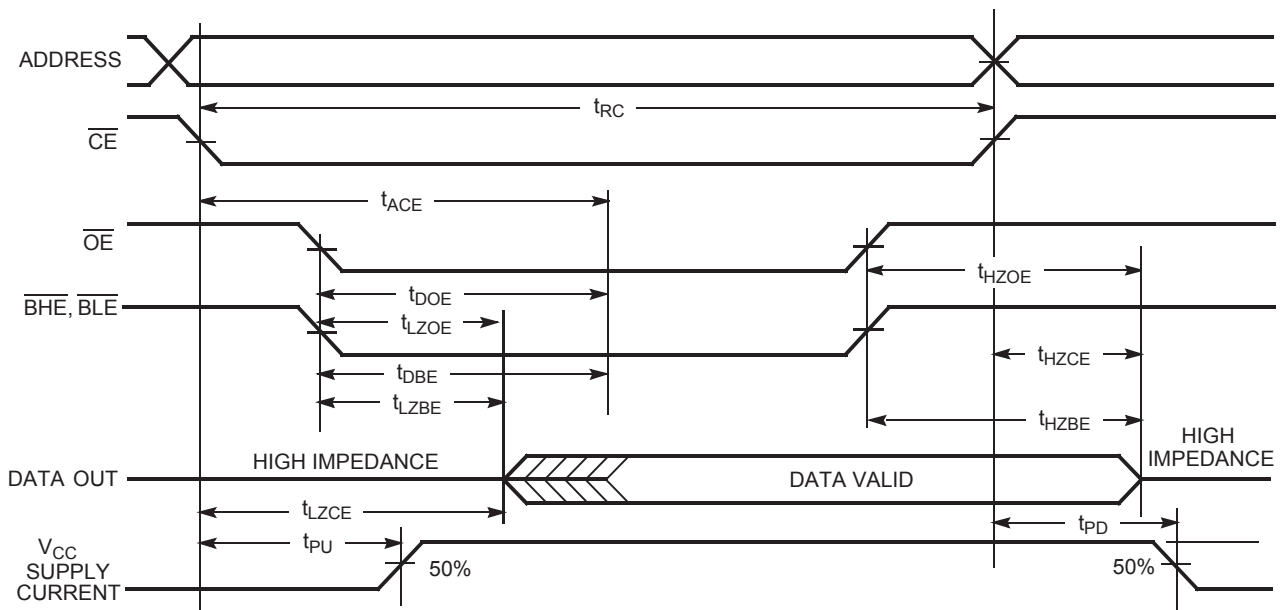 ADDRESS
tRC
CE
tACE
OE
tHZOE
tDOE
BHE, BLE
tLZOE
tHZCE
tDBE
tLZBE
tHZBE
HIGH
IMPEDANCE
HIGH IMPEDANCE
DATA OUT
DATA VALID
tLZCE
tPD
tPU
VCC
SUPPLY
CURRENT
50%
50%